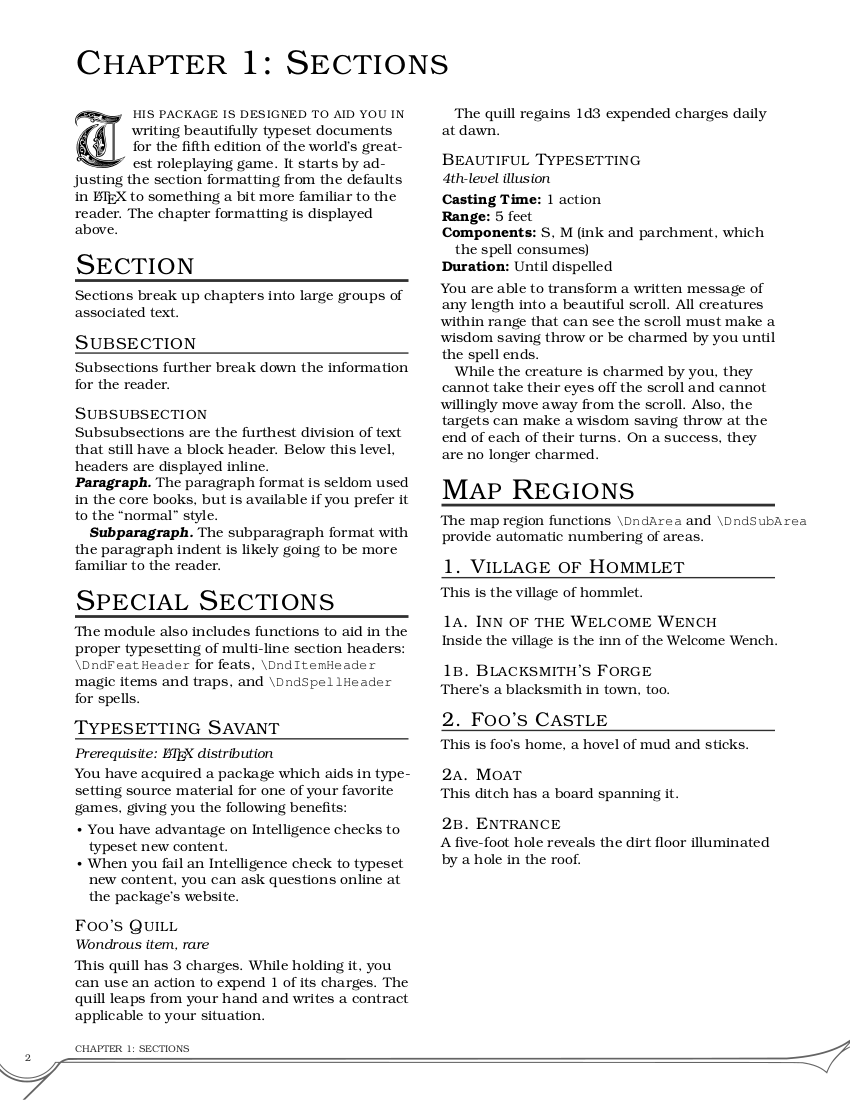 CHAPTER 1: SECTIONS
THIS PACKAGE IS DESIGNED TO AID YOU IN
writing beautifully typeset documents
for the fifth edition of the world's great-
est roleplaying game. It starts by ad-
justing the section formatting from the defaults
in LATEX to something a bit more familiar to the
reader. The chapter formatting is displayed
above.
SECTION
Sections break up chapters into large groups of
associated text.
SUBSECTION
Subsections further break down the information
for the reader.
SUBSUBSECTION
Subsubsections are the furthest division of text
that still have a block header. Below this level,
headers are displayed inline.
Paragraph. The paragraph format is seldom used
in the core books, but is available if you prefer it
to the “normal” style.
Subparagraph. The subparagraph format with
the paragraph indent is likely going to be more
familiar to the reader.
SPECIAL SECTIONS
The module also includes functions to aid in the
proper typesetting of multi-line section headers:
\DndFeatHeader for feats, \DndItemHeader
magic items and traps, and \DndSpellHeader
for spells.
TYPESETTING SAVANT
Prerequisite: LATEX distribution
You have acquired a package which aids in type-
setting source material for one of your favorite
games, giving you the following benefits:
• You have advantage on Intelligence checks to
typeset new content.
• When you fail an Intelligence check to typeset
new content, you can ask questions online at
the package's website.
FOO'S QUILL
Wondrous item, rare
This quill has 3 charges. While holding it, you
can use an action to expend 1 of its charges. The
quill leaps from your hand and writes a contract
applicable to your situation.
The quill regains 1d3 expended charges daily
at dawn.
BEAUTIFUL TYPESETTING
4th-level illusion
Casting Time: 1 action
Range: 5 feet
Components: S, M (ink and parchment, which
the spell consumes)
Duration: Until dispelled
You are able to transform a written message of
any length into a beautiful scroll. All creatures
within range that can see the scroll must make a
wisdom saving throw or be charmed by you until
the spell ends.
While the creature is charmed by you, they
cannot take their eyes off the scroll and cannot
willingly move away from the scroll. Also, the
targets can make a wisdom saving throw at the
end of each of their turns. On a success, they
are no longer charmed.
MAP REGIONS
The map region functions \DndArea and \DndSubArea
provide automatic numbering of areas.
1. VILLAGE OF HOMMLET
This is the village of hommlet.
1A. INN OF THE WELCOME WENCH
Inside the village is the inn of the Welcome Wench.
1B. BLACKSMITH'S FORGE
There's a blacksmith in town, too.
2. FOO'S CASTLE
This is foo's home, a hovel of mud and sticks.
2A. MOAT
This ditch has a board spanning it.
2B. ENTRANCE
A five-foot hole reveals the dirt floor illuminated
by a hole in the roof.
2
CHAPTER 1: SECTIONS